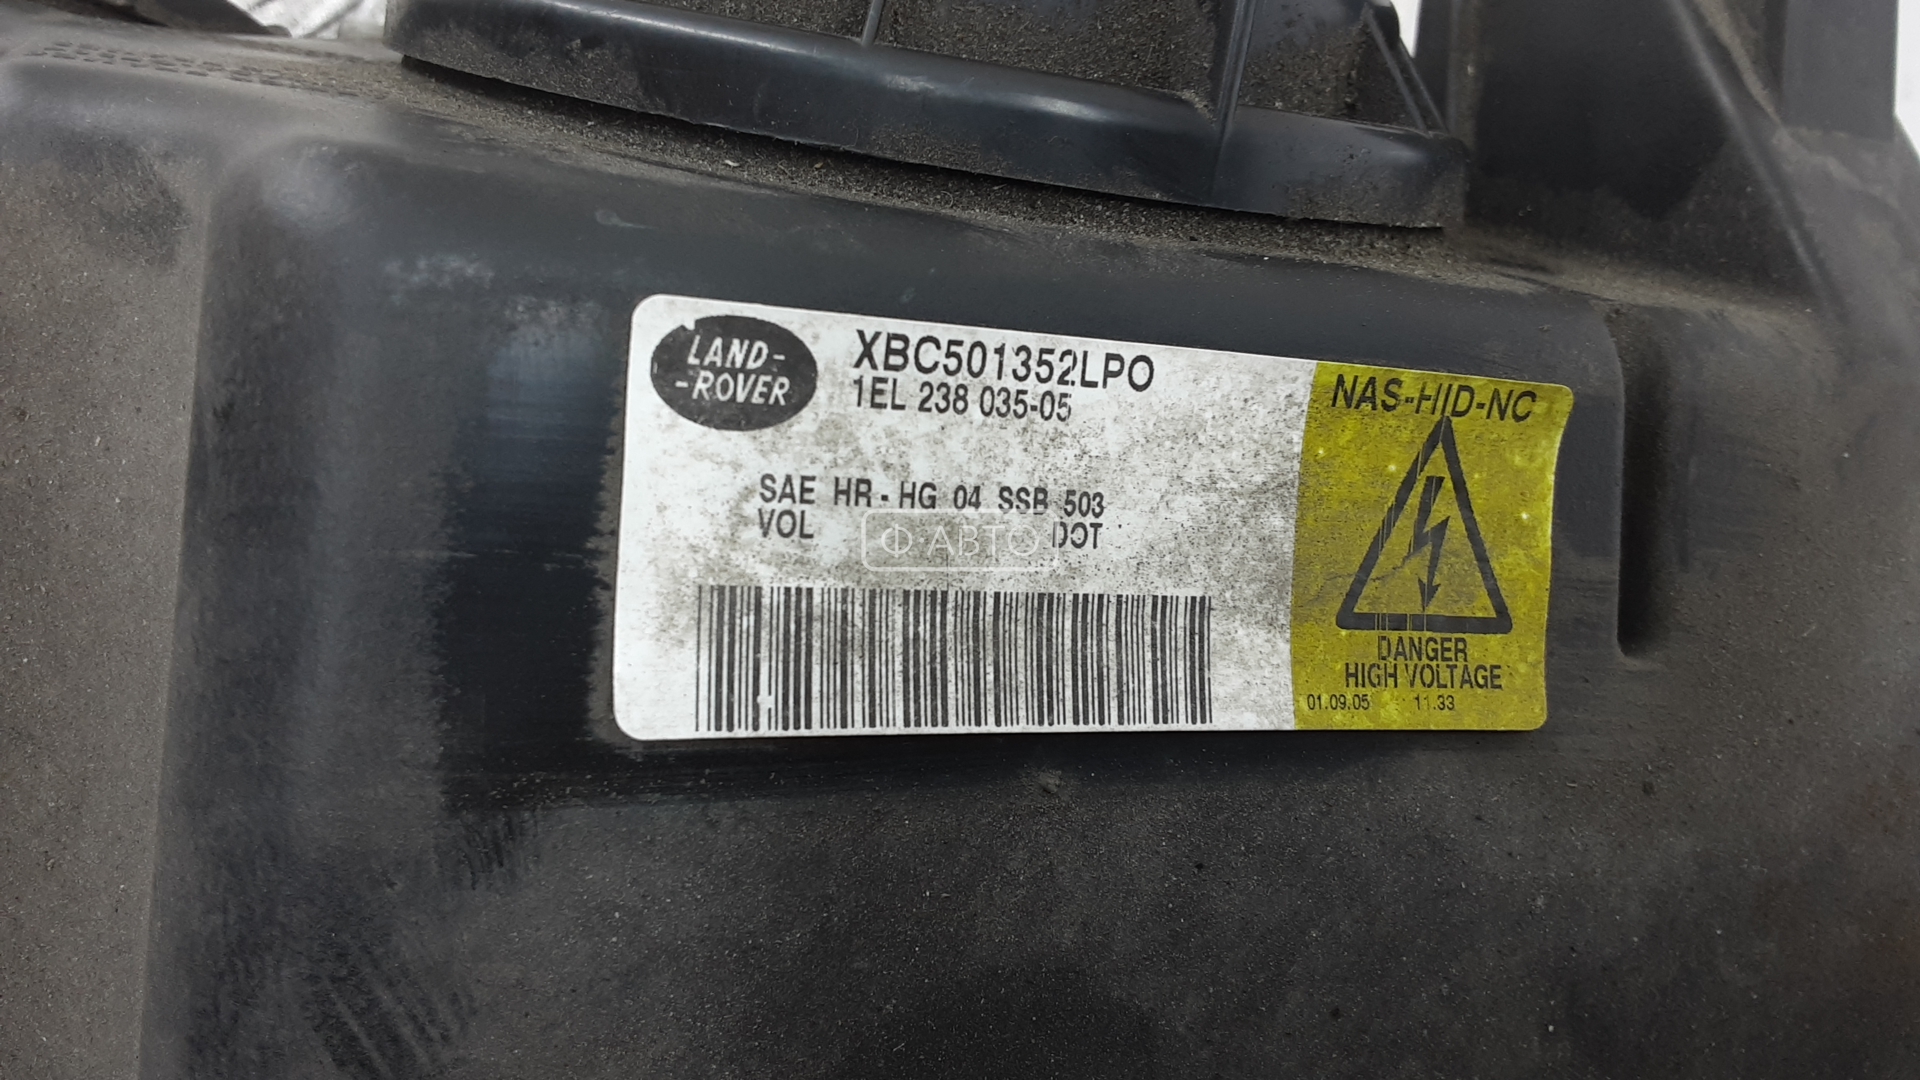 LAND-
-ROVER
XBC501352LPO
1EL 238 035-05
SAE HR-HG 04 SSB 503
VOL DOT
Ф АВТО
NAS-HID-NC
DANGER
HIGH VOLTAGE
01.09.05 11.33